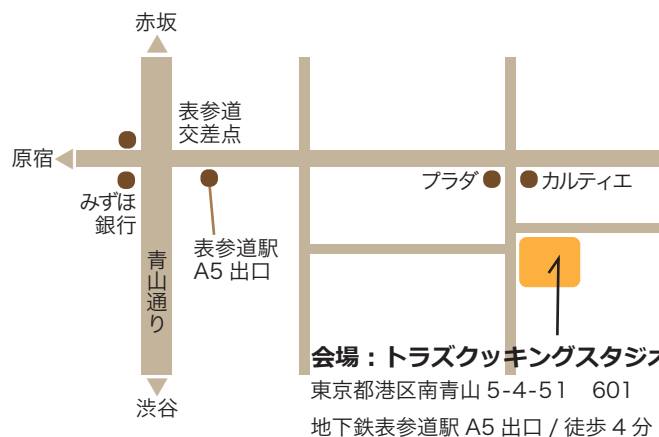 赤坂
表参道
交差点
原宿
みずほ
銀行
プラダ
カルティエ
表参道駅
A5 出口
青山通り
会場：トラズクッキングスタジオ
東京都港区南青山 5-4-51　601
地下鉄表参道駅 A5 出口 / 徒歩 4 分
渋谷